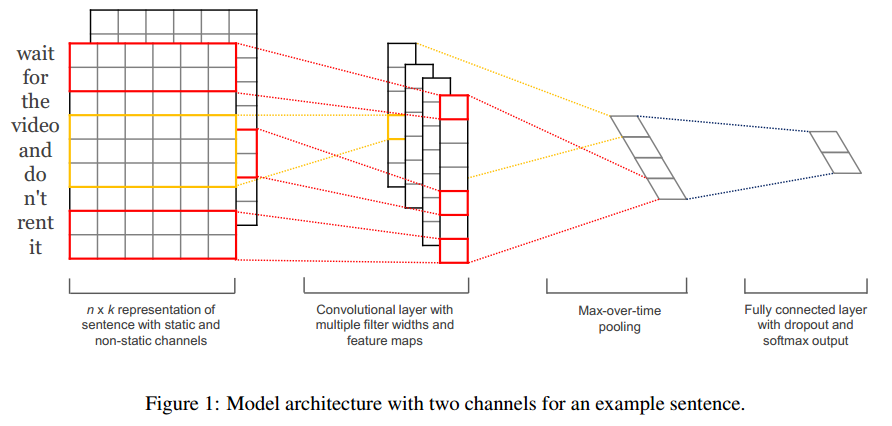 wait
for
the
video
and
do
n't
rent
it
n x k representation of
sentence with static and
non-static channels
Convolutional layer with
multiple filter widths and
feature maps
Max-over-time
pooling
Fully connected layer
with dropout and
softmax output
Figure 1: Model architecture with two channels for an example sentence.